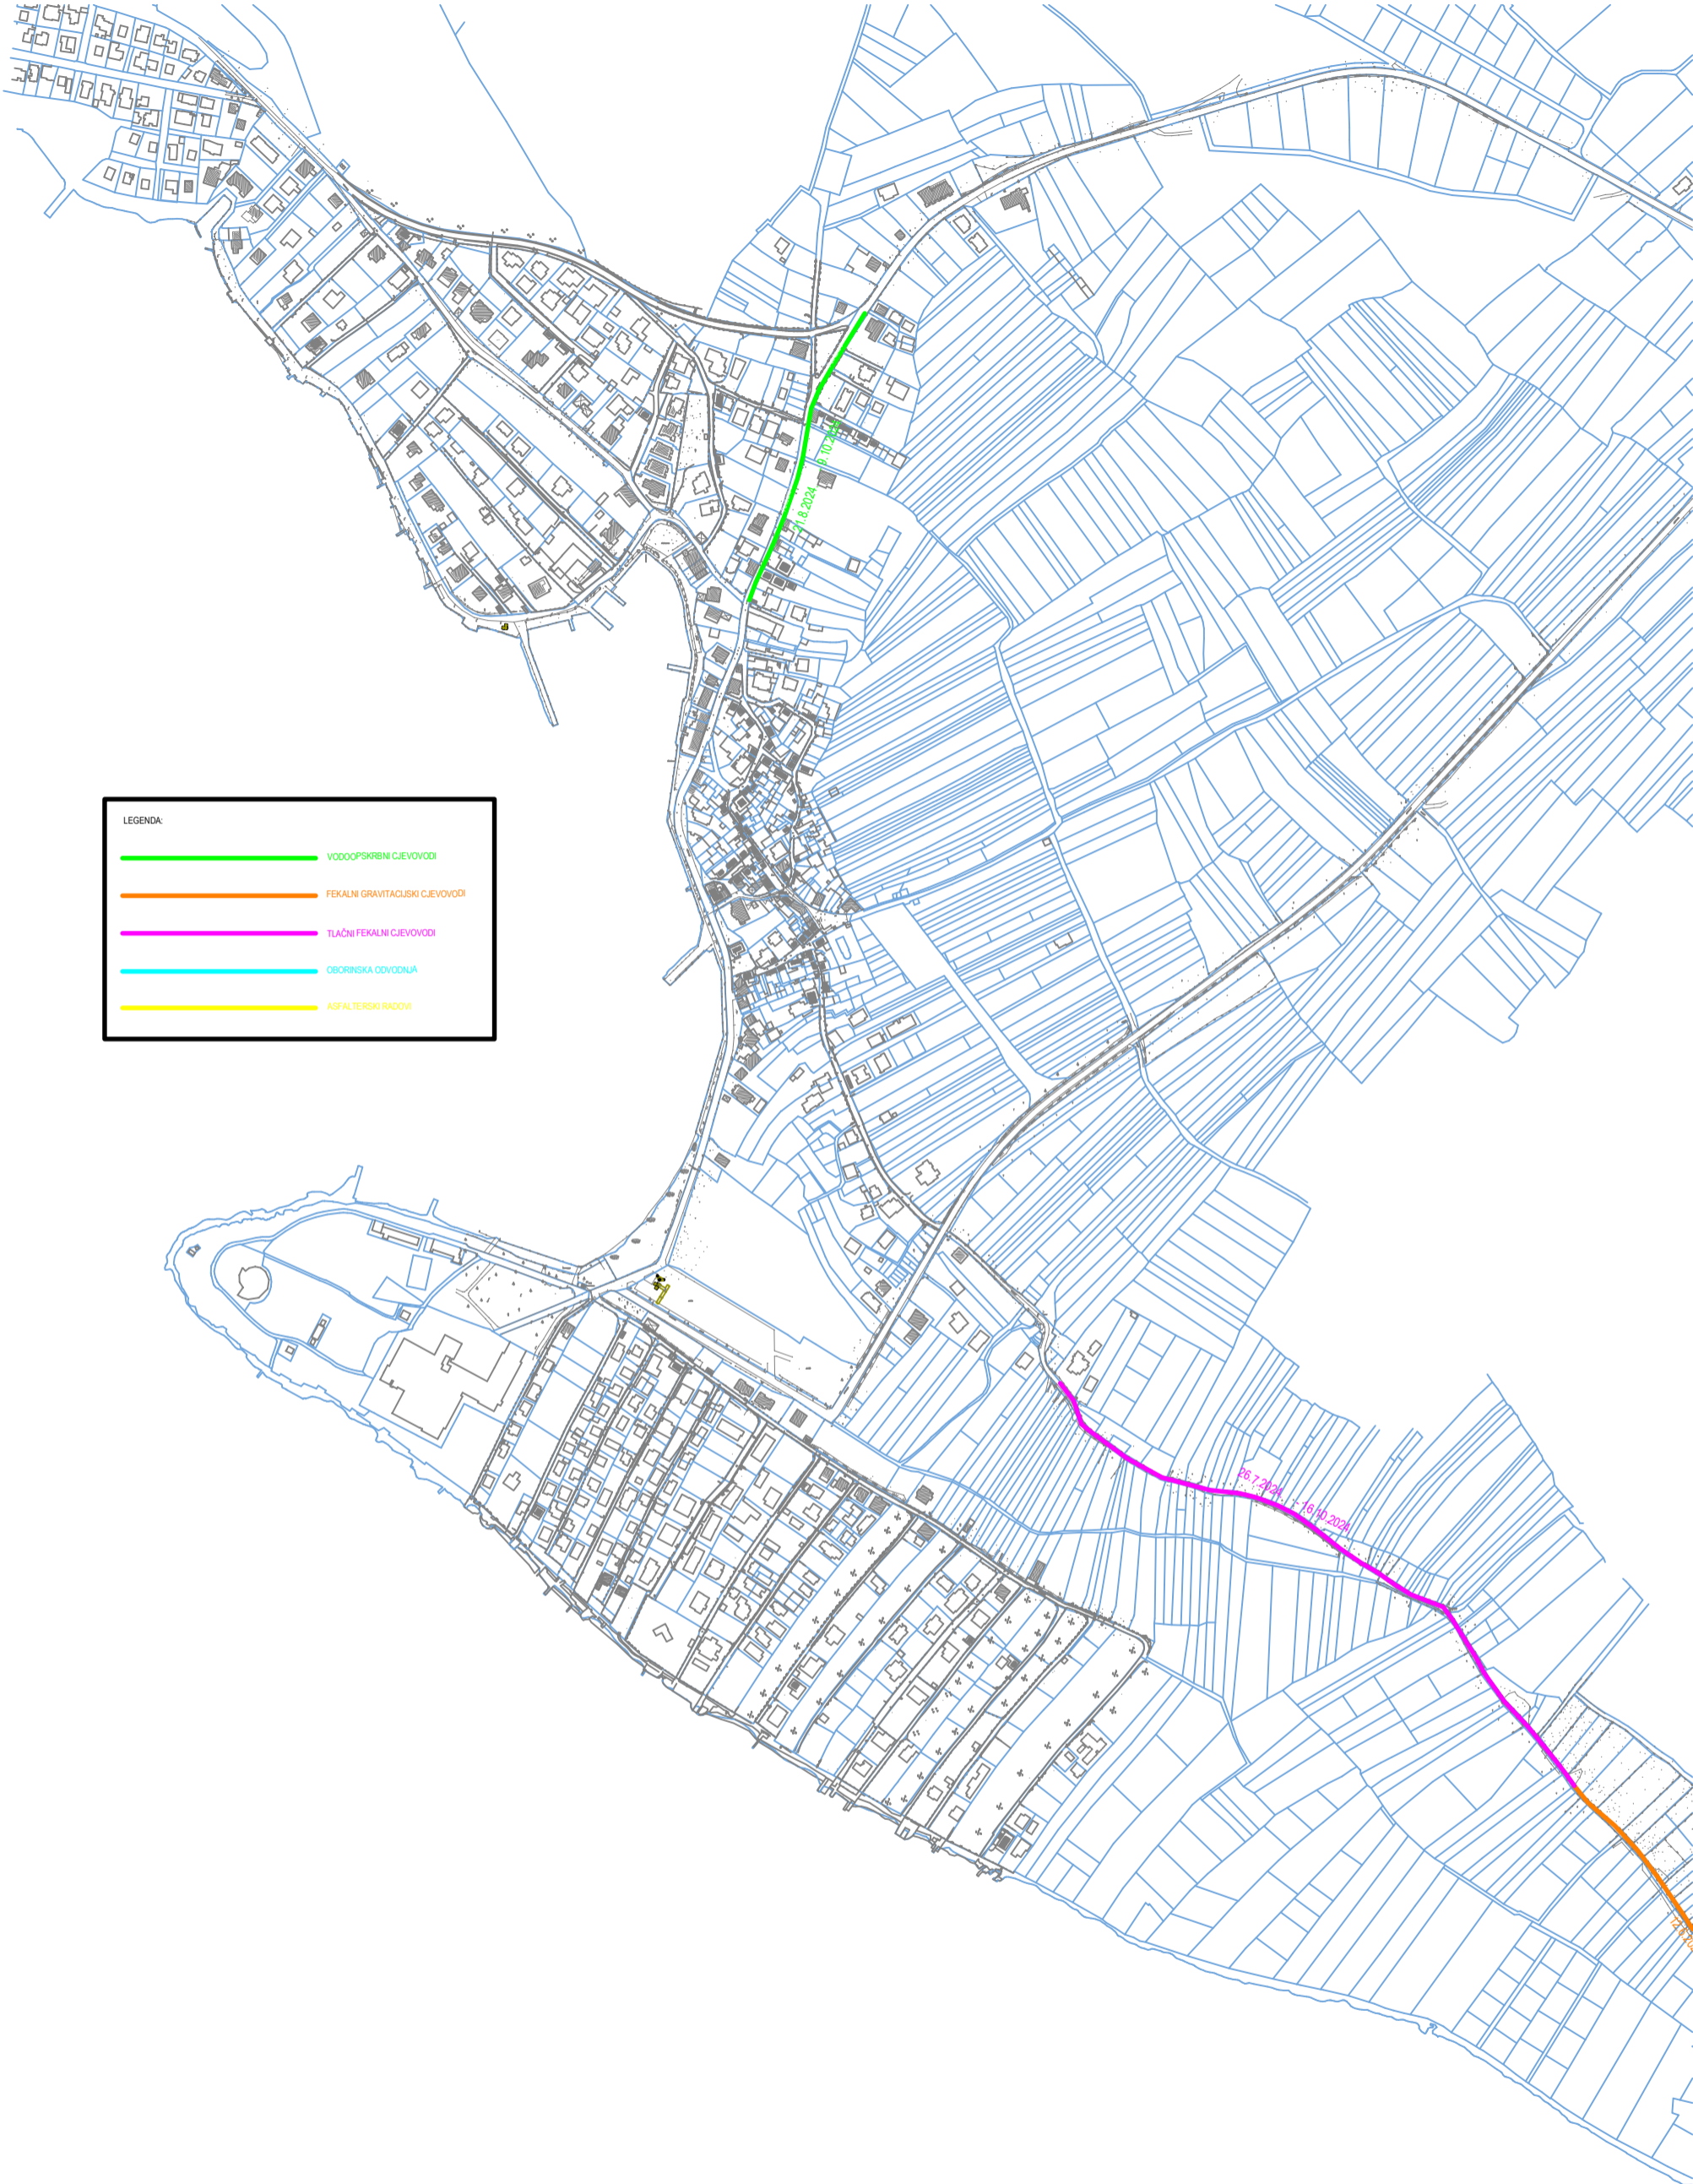 21.8.2024
LEGENDA:
VODOOPSKRBNI CJEVOVODI
FEKALNI GRAVITACIJSKI CJEVOVODI
TLAČNI FEKALNI CJEVOVODI
OBORINSKA ODVODNJA
ASFALTERSKI RADOVI
26.7.2024. - 16.10.2024